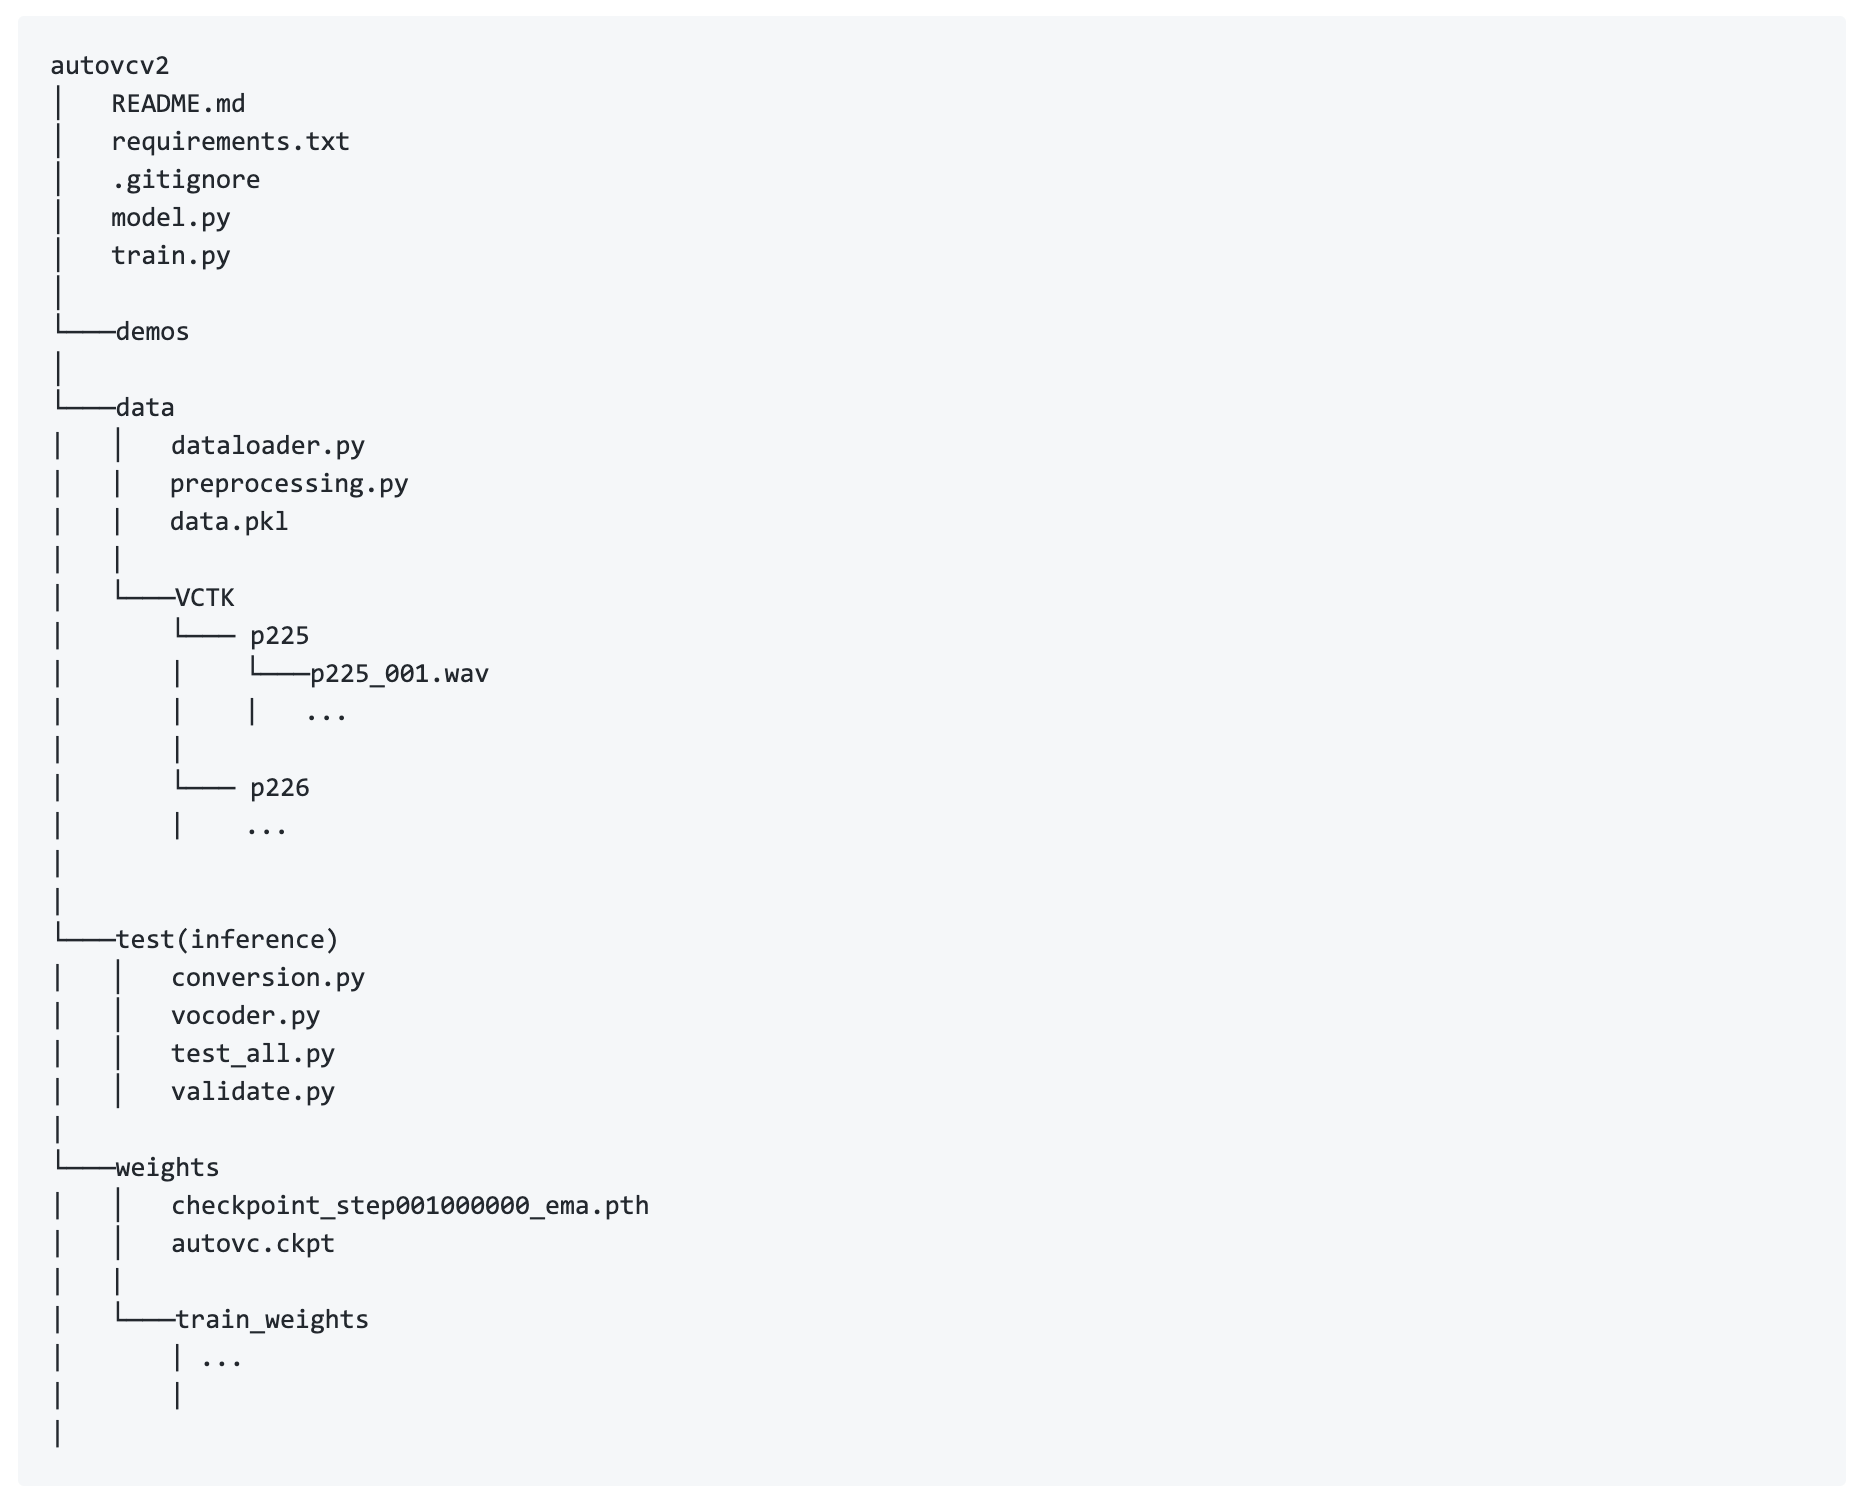 autovcv2
│   README.md
│   requirements.txt
│   .gitignore
│   model.py
│   train.py
│
└───demos
│
└───data
│   │   dataloader.py
│   │   preprocessing.py
│   │   data.pkl
│   │
│   └───VCTK
│       └─── p225
│       │    └───p225_001.wav
│       │    │   ...
│       │
│       └─── p226
│       │    ...
│
│
└───test(inference)
│   │   conversion.py
│   │   vocoder.py
│   │   test_all.py
│   │   validate.py
│
└───weights
│   │   checkpoint_step001000000_ema.pth
│   │   autovc.ckpt
│   │
│   └───train_weights
│       │ ...
│       │
│